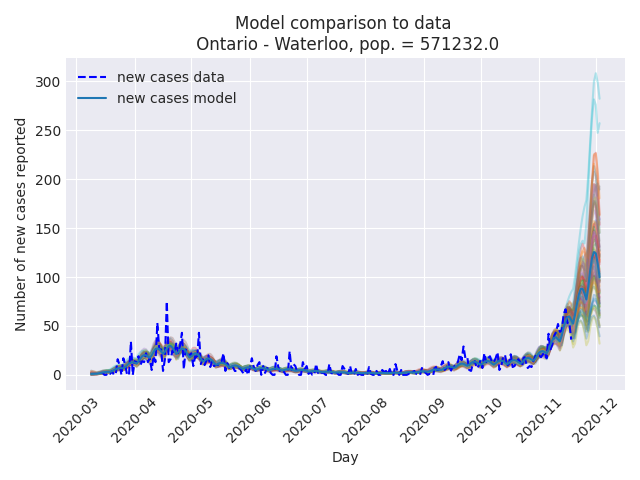 Model comparison to data
Ontario - Waterloo, pop. = 571232.0
new cases data
new cases model
Number of new cases reported
300
250
200
150
100
50
0
2020-03
2020-04
2020-05
2020-06
2020-07
2020-08
2020-09
2020-10
2020-11
2020-12
Day